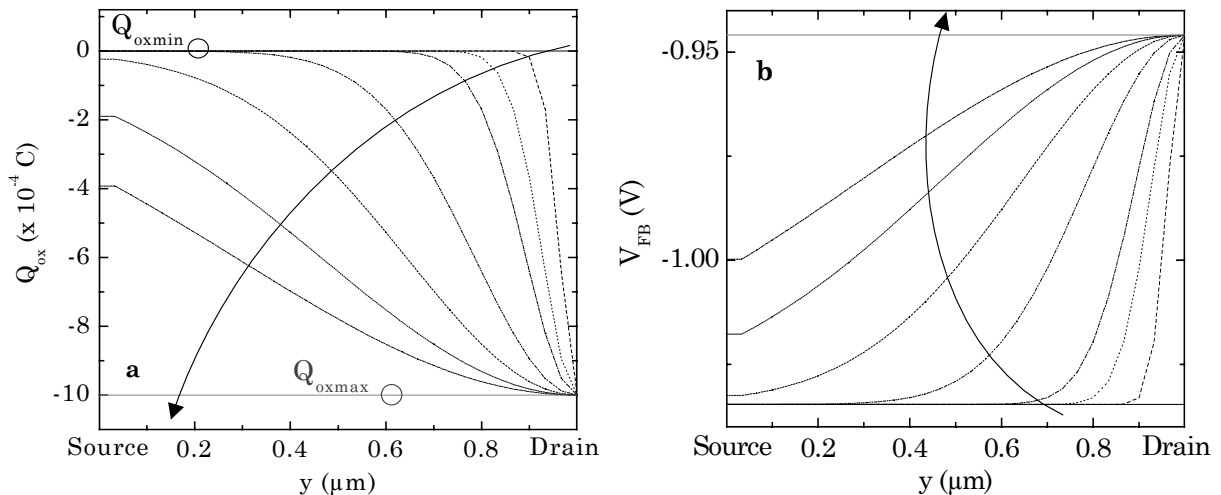 Q_oxmin
0
-2
-4
-6
-8
-10
Q_ox (x 10^-4 C)
a
Q_oxmax
Source 0.2 0.4 0.6 0.8 Drain
y (μm)
b
-0.95
-1.00
V_FB (V)
Source 0.2 0.4 0.6 0.8 Drain
y (μm)